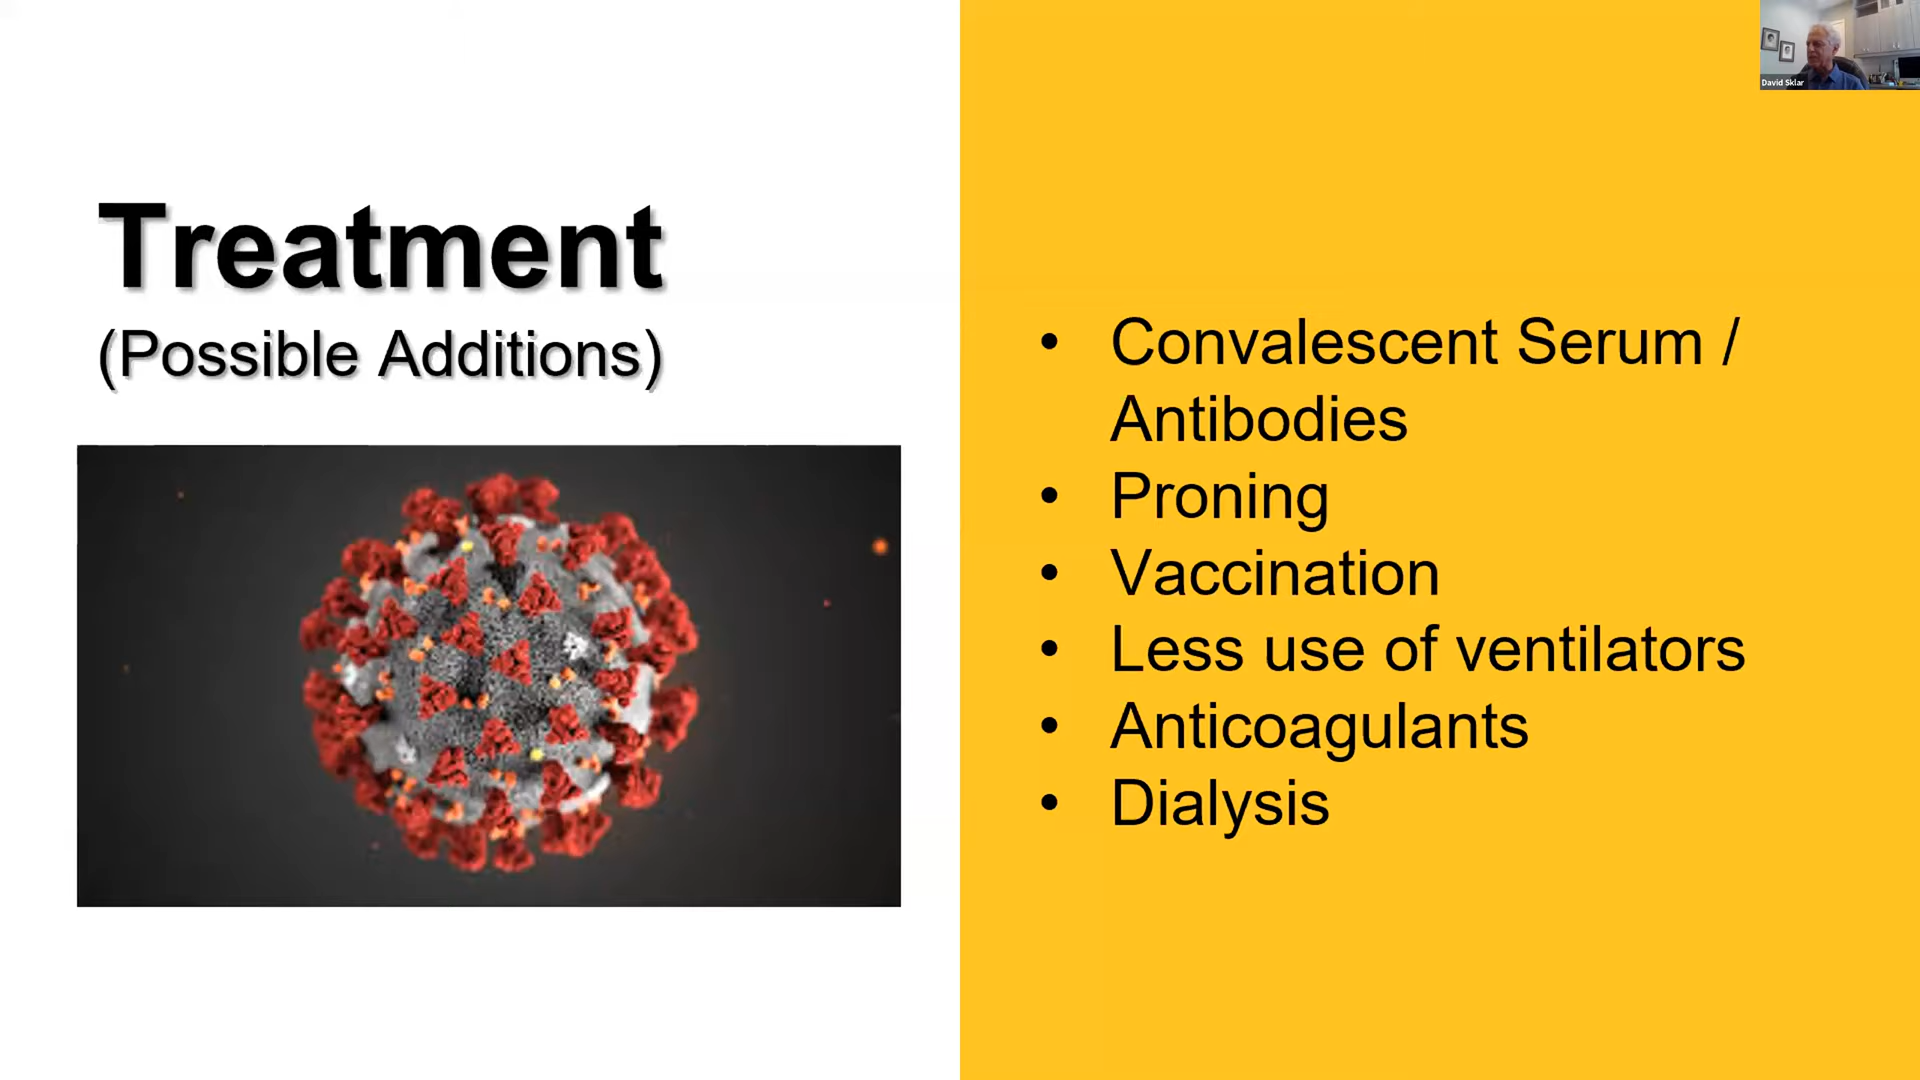 David Sklar
Treatment
(Possible Additions)
• Convalescent Serum /
Antibodies
• Proning
• Vaccination
• Less use of ventilators
• Anticoagulants
• Dialysis